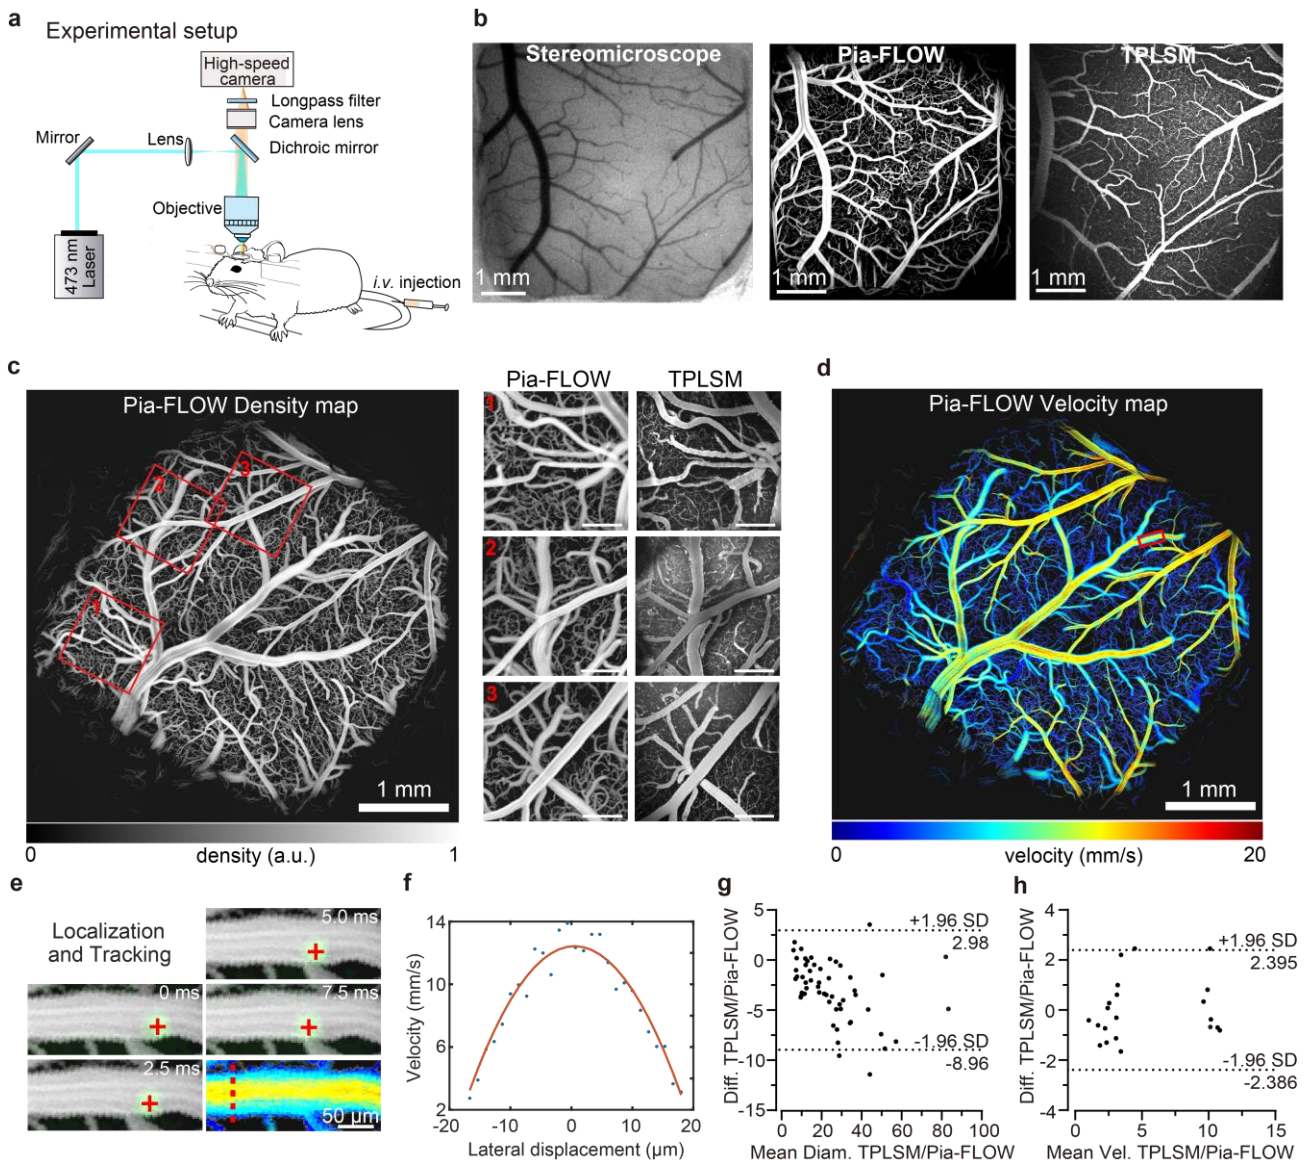 a
Experimental setup
High-speed
camera
Longpass filter
Camera lens
Mirror
Lens
Dichroic mirror
Objective
473 nm
Laser
i.v. injection
b
Stereomicroscope
Pia-FLOW
TPLSM
1 mm
1 mm
1 mm
c
Pia-FLOW Density map
1
2
3
1 mm
0
density (a.u.)
1
Pia-FLOW
TPLSM
1
2
3
d
Pia-FLOW Velocity map
1 mm
0
velocity (mm/s)
20
e
Localization
and Tracking
5.0 ms
0 ms
7.5 ms
2.5 ms
50 µm
f
Velocity (mm/s)
14
12
10
6
2
-20
-10
0
10
20
Lateral displacement (µm)
g
Diff. TPLSM/Pia-FLOW
5
0
-5
-10
-15
+1.96 SD
2.98
-1.96 SD
-8.96
0
20
40
60
80
100
Mean Diam. TPLSM/Pia-FLOW
h
Diff. TPLSM/Pia-FLOW
4
2
0
-2
-4
+1.96 SD
2.395
-1.96 SD
-2.386
0
5
10
15
Mean Vel. TPLSM/Pia-FLOW